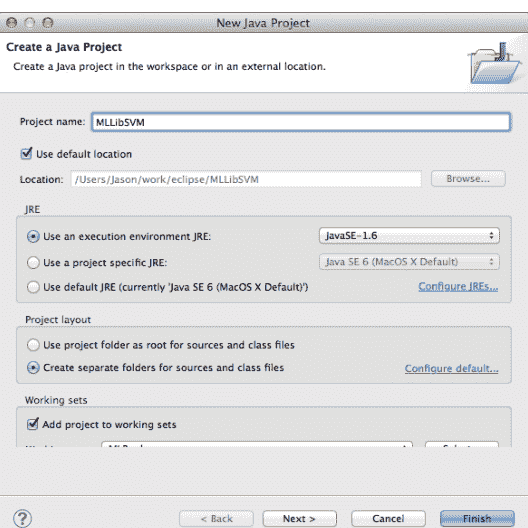 New Java Project
Create a Java Project
Create a Java project in the workspace or in an external location.
Project name: MLLibSVM
Use default location
Location: /Users/Jason/work/eclipse/MLLibSVM Browse...
JRE
Use an execution environment JRE: JavaSE-1.6
Use a project specific JRE: Java SE 6 (MacOS X Default)
Use default JRE (currently 'Java SE 6 (MacOS X Default)') Configure JREs...
Project layout
Use project folder as root for sources and class files
Create separate folders for sources and class files Configure default...
Working sets
Add project to working sets
? < Back Next > Cancel Finish